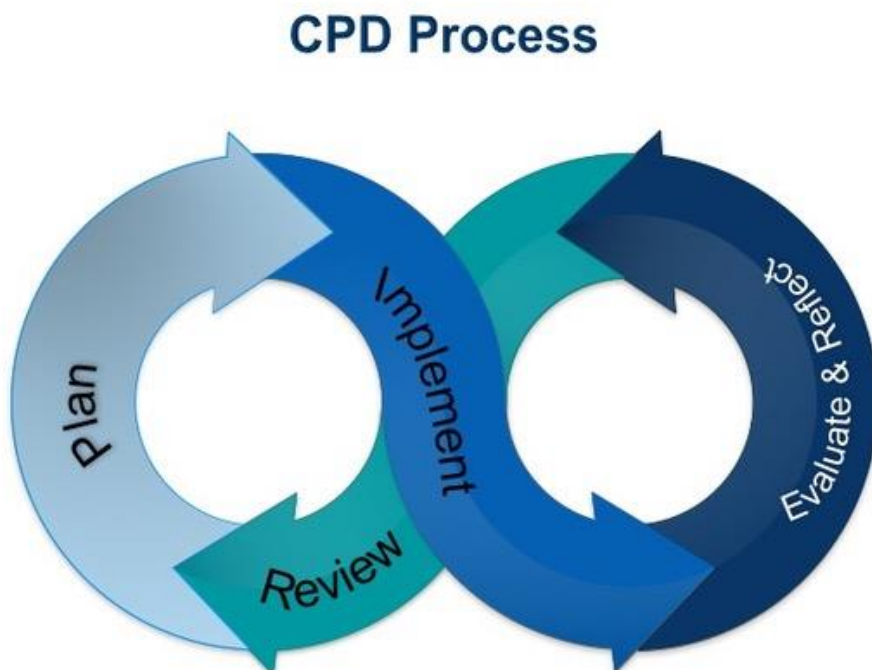 CPD Process
Plan
Implement
Evaluate & Reflect
Review